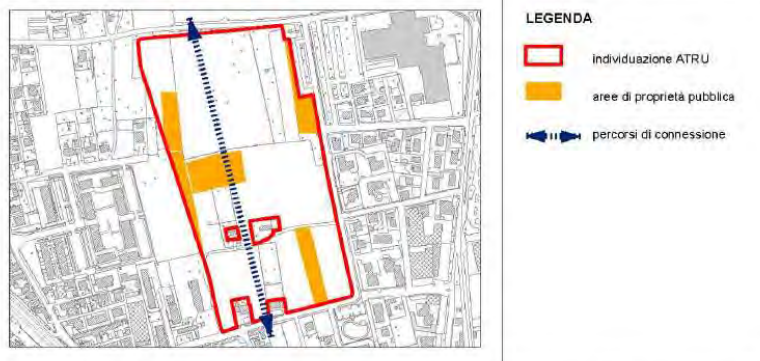 LEGENDA
individuazione ATRU
aree di proprietà pubblica
percorsi di connessione